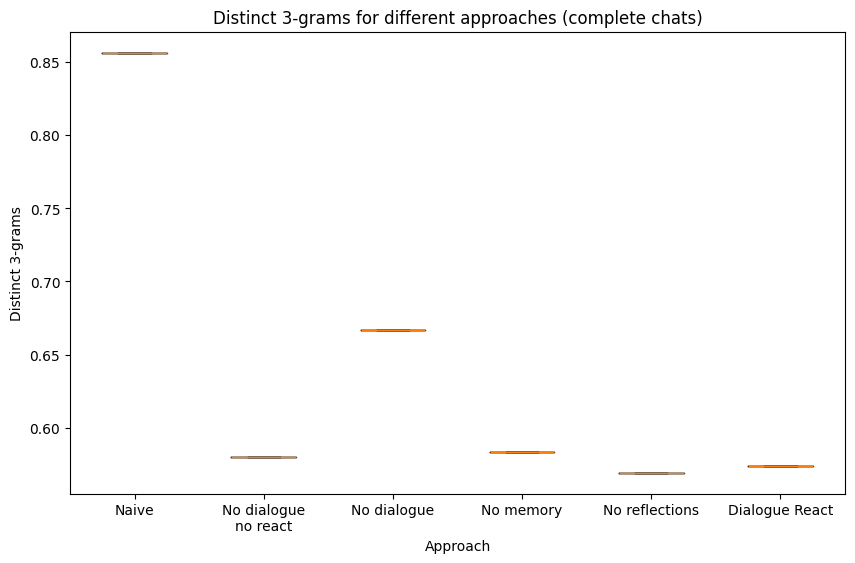 Distinct 3-grams for different approaches (complete chats)
0.85
0.80
0.75
0.70
0.65
0.60
Distinct 3-grams
Naive
No dialogue
no react
No dialogue
No memory
No reflections
Dialogue React
Approach